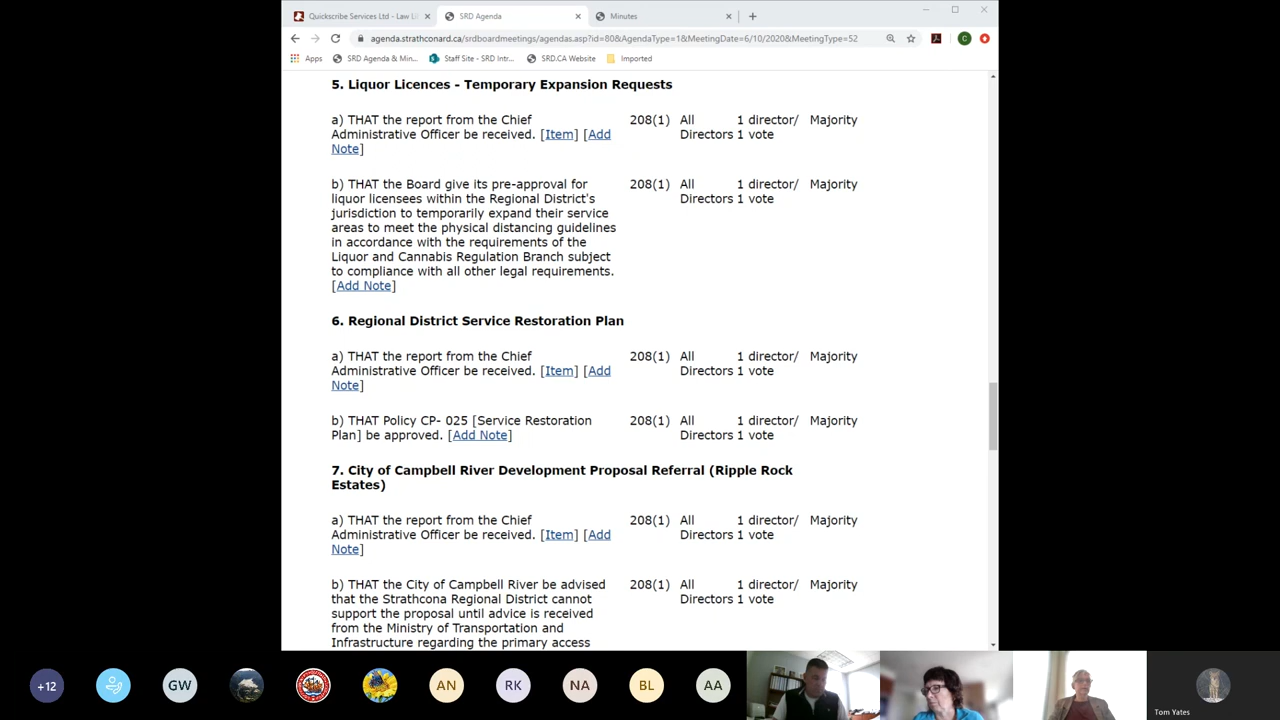 Quickscribe Services Ltd - Law Li
SRD Agenda
Minutes
agenda.strathconard.ca/srdboardmeetings/agendas.asp?id=80&AgendaType=1&MeetingDate=6/10/2020&MeetingType=52
C
Apps
SRD Agenda & Min...
Staff Site - SRD Intr...
SRD.CA Website
Imported
5. Liquor Licences - Temporary Expansion Requests
a) THAT the report from the Chief 208(1) All 1 director/ Majority
Administrative Officer be received. [Item] [Add Directors 1 vote
Note]
b) THAT the Board give its pre-approval for 208(1) All 1 director/ Majority
liquor licensees within the Regional District's Directors 1 vote
jurisdiction to temporarily expand their service
areas to meet the physical distancing guidelines
in accordance with the requirements of the
Liquor and Cannabis Regulation Branch subject
to compliance with all other legal requirements.
[Add Note]
6. Regional District Service Restoration Plan
a) THAT the report from the Chief 208(1) All 1 director/ Majority
Administrative Officer be received. [Item] [Add Directors 1 vote
Note]
b) THAT Policy CP- 025 [Service Restoration 208(1) All 1 director/ Majority
Plan] be approved. [Add Note] Directors 1 vote
7. City of Campbell River Development Proposal Referral (Ripple Rock
Estates)
a) THAT the report from the Chief 208(1) All 1 director/ Majority
Administrative Officer be received. [Item] [Add Directors 1 vote
Note]
b) THAT the City of Campbell River be advised 208(1) All 1 director/ Majority
that the Strathcona Regional District cannot Directors 1 vote
support the proposal until advice is received
from the Ministry of Transportation and
Infrastructure regarding the primary access
+12
GW
AN
RK
NA
BL
AA
Tom Yates